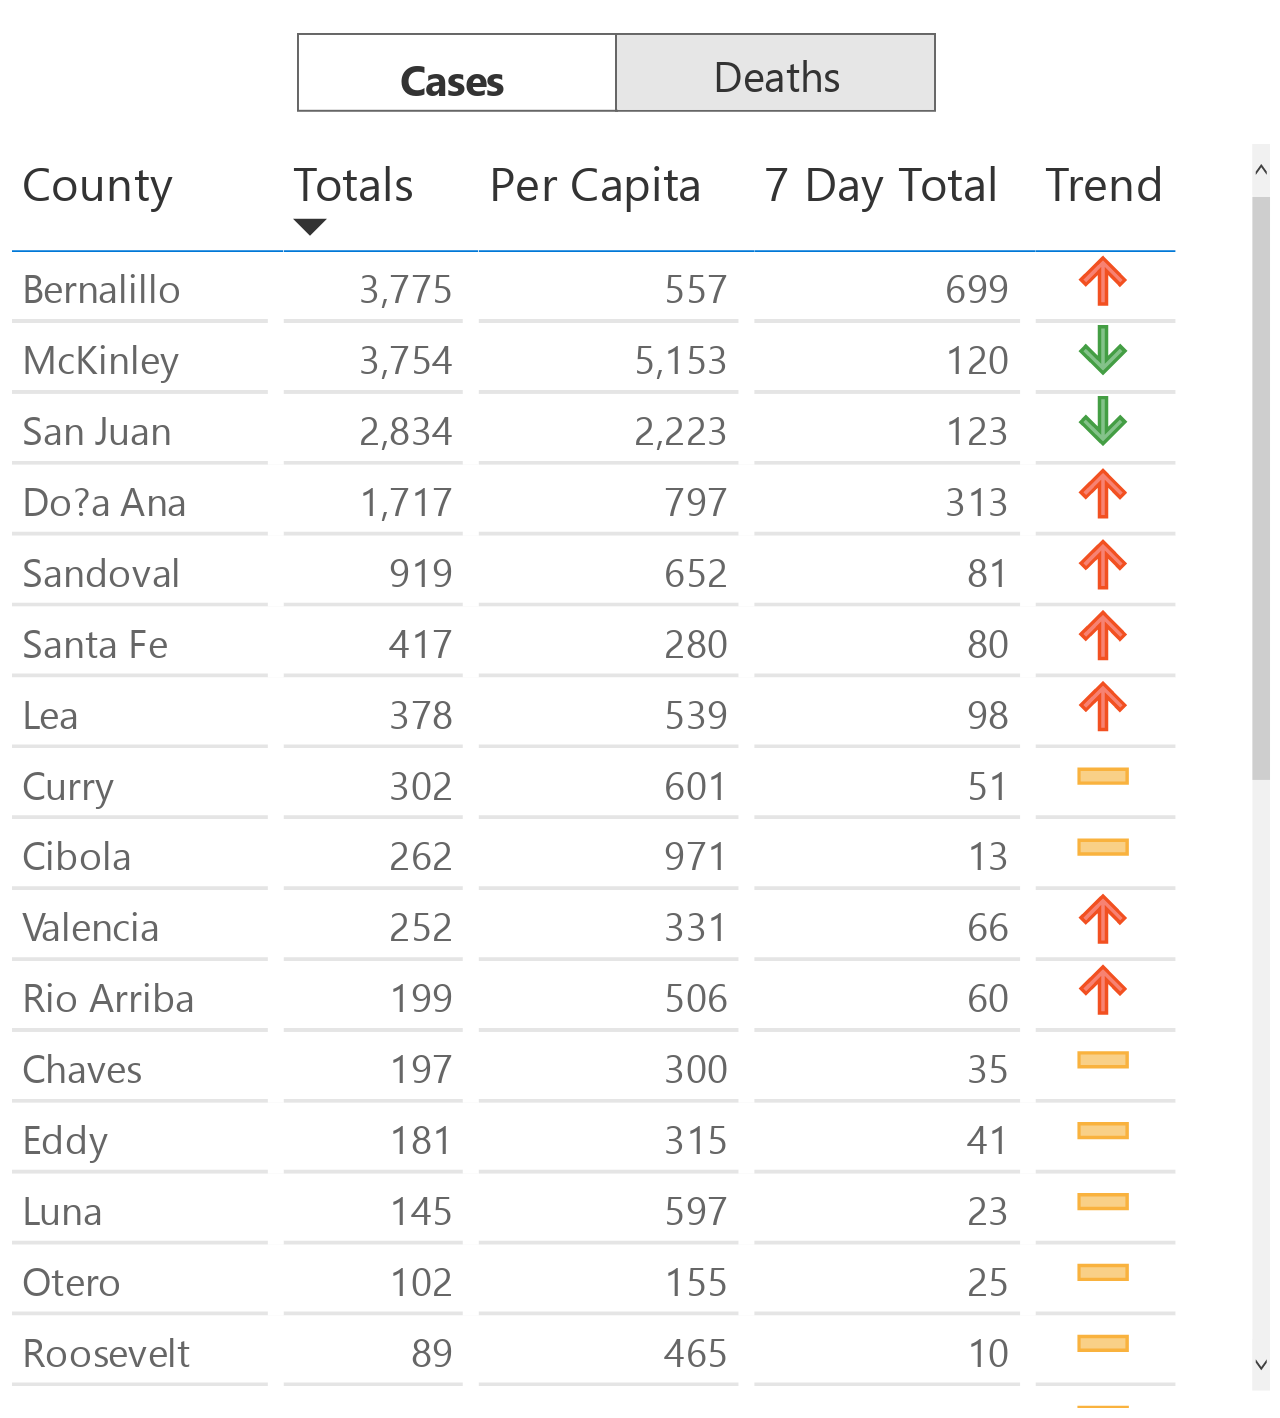 Cases Deaths
County Totals Per Capita 7 Day Total Trend
Bernalillo 3,775 557 699
McKinley 3,754 5,153 120
San Juan 2,834 2,223 123
Do?a Ana 1,717 797 313
Sandoval 919 652 81
Santa Fe 417 280 80
Lea 378 539 98
Curry 302 601 51
Cibola 262 971 13
Valencia 252 331 66
Rio Arriba 199 506 60
Chaves 197 300 35
Eddy 181 315 41
Luna 145 597 23
Otero 102 155 25
Roosevelt 89 465 10